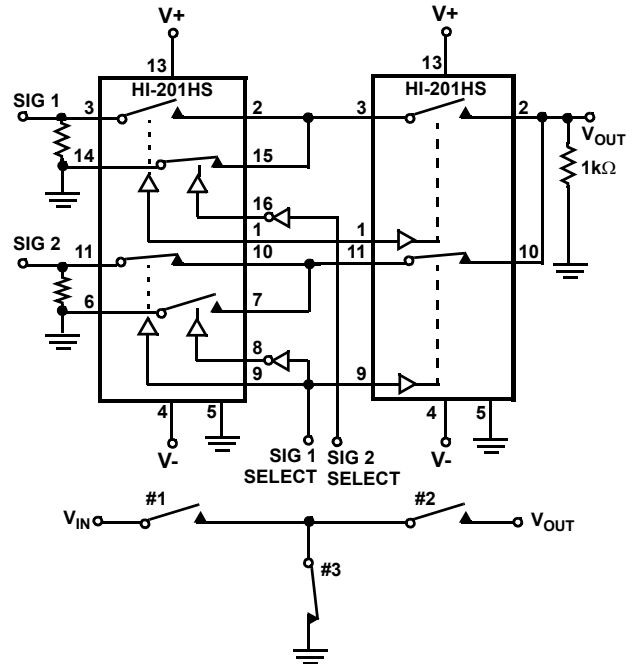 V+ V+
13 13
HI-201HS HI-201HS
SIG 1 3 2 3 2
VOUT
14 15 1kΩ
16
1 1
SIG 2 11 10 11 10
6 7
8
9 9
4 5 4 5
V- V-
SIG 1 SIG 2
SELECT SELECT
#1 #2
VIN VOUT
#3